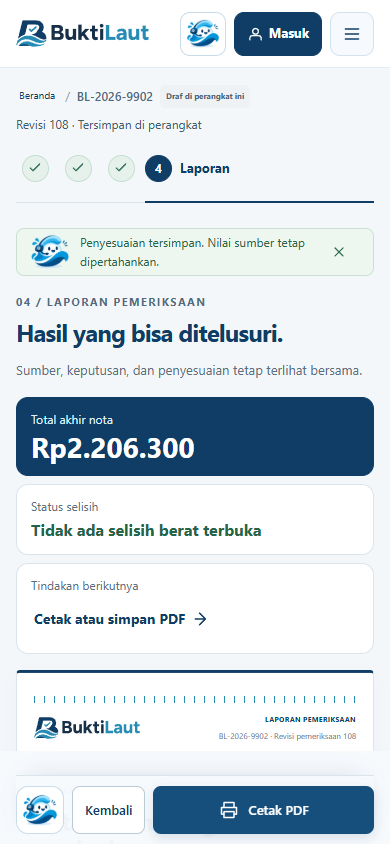 BuktiLaut
Masuk
Beranda / BL-2026-9902 Draf di perangkat ini
Revisi 108 · Tersimpan di perangkat
4 Laporan
Penyesuaian tersimpan. Nilai sumber tetap
dipertahankan.
04 / LAPORAN PEMERIKSAAN
Hasil yang bisa ditelusuri.
Sumber, keputusan, dan penyesuaian tetap terlihat bersama.
Total akhir nota
Rp2.206.300
Status selisih
Tidak ada selisih berat terbuka
Tindakan berikutnya
Cetak atau simpan PDF
BuktiLaut
LAPORAN PEMERIKSAAN
BL-2026-9902 · Revisi pemeriksaan 108
Kembali
Cetak PDF